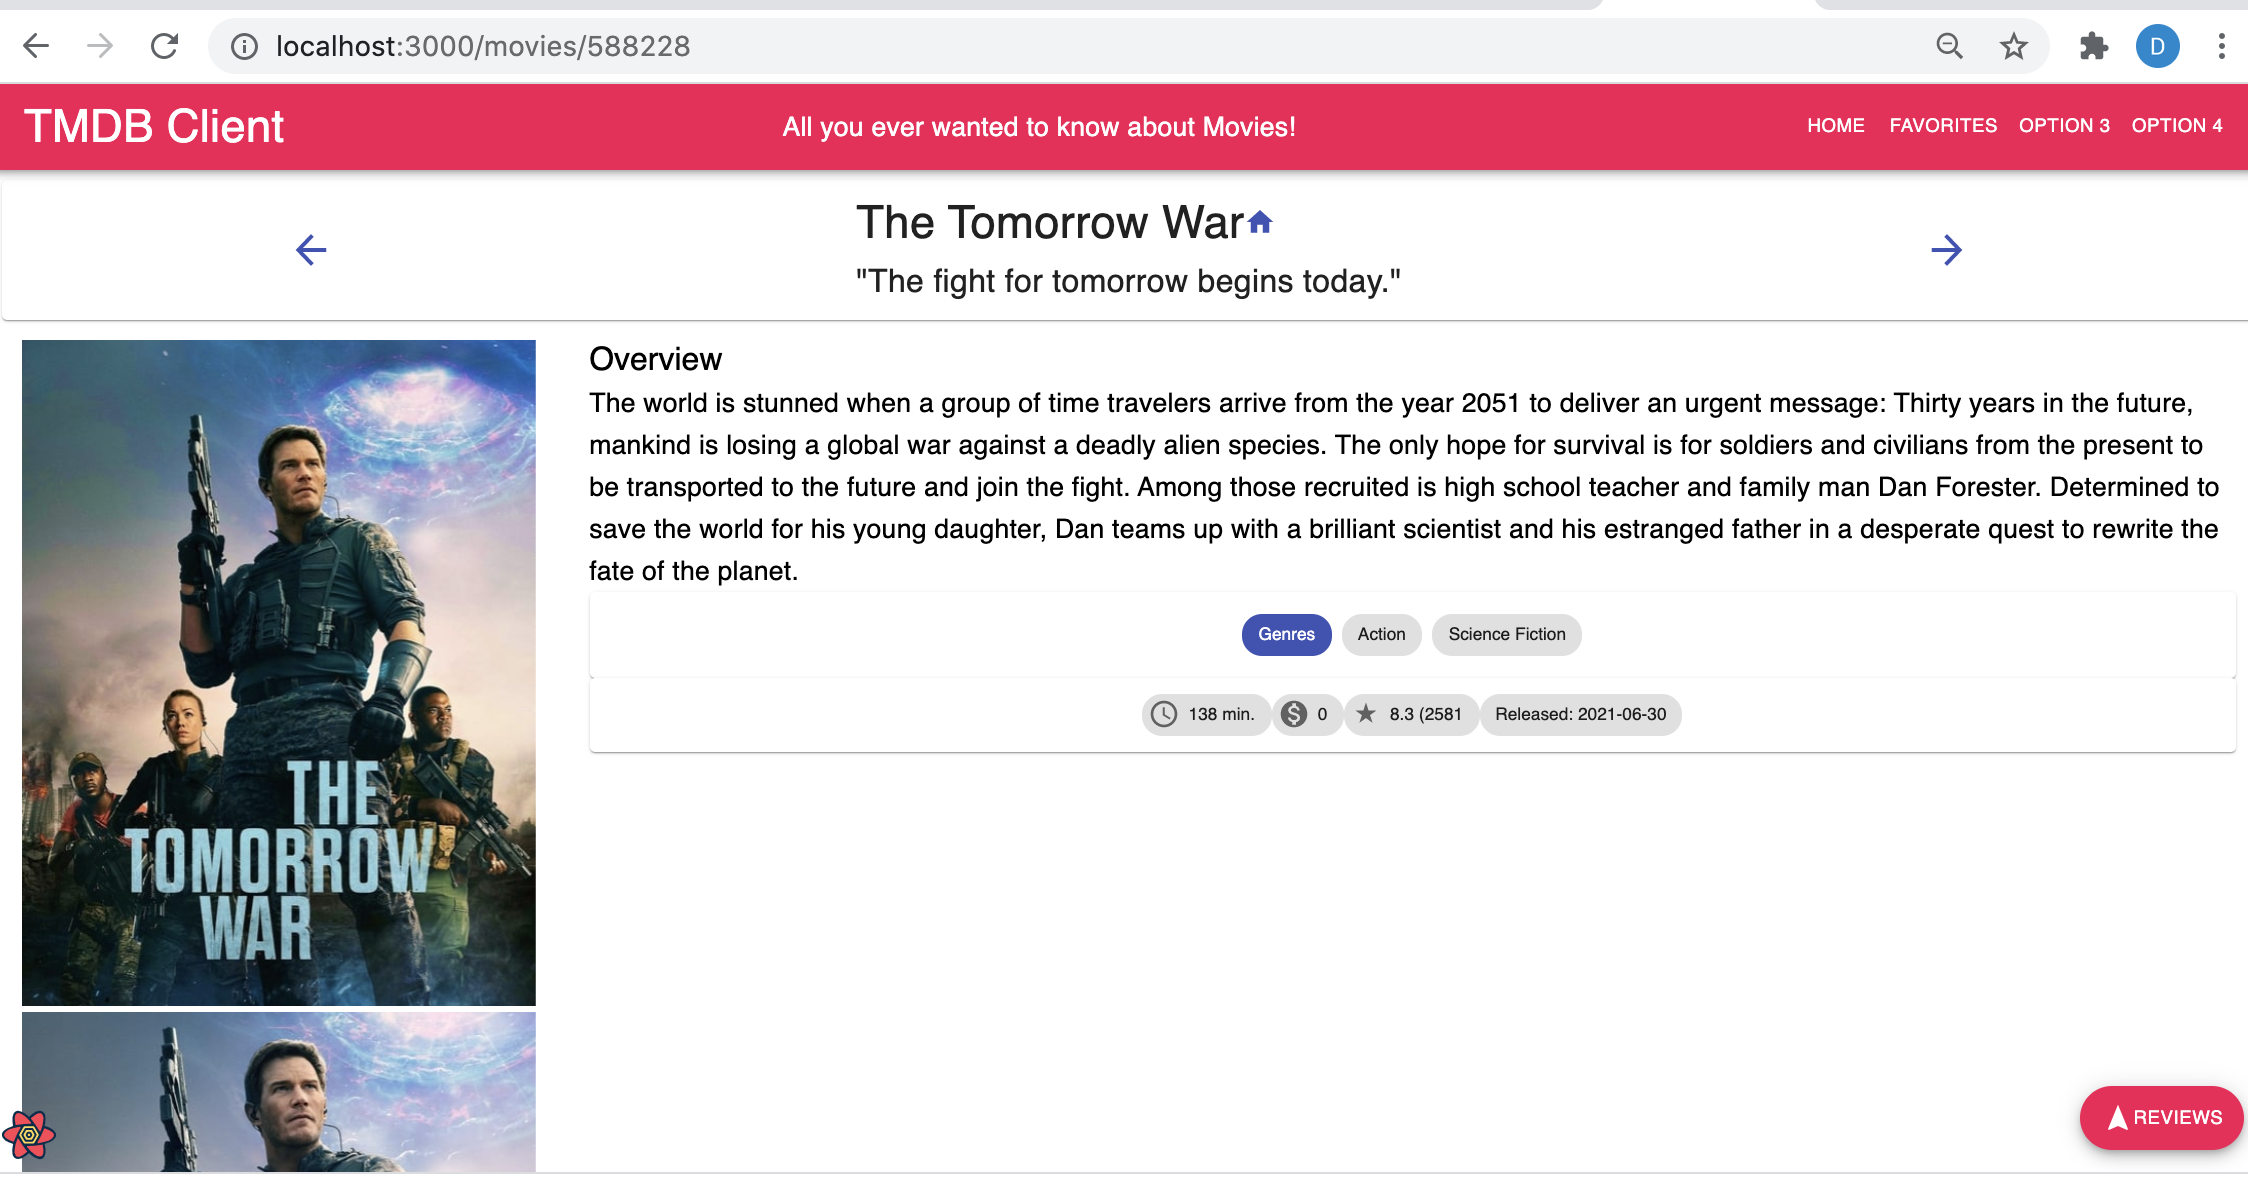 localhost:3000/movies/588228
D
TMDB Client
All you ever wanted to know about Movies!
HOME FAVORITES OPTION 3 OPTION 4
The Tomorrow War
"The fight for tomorrow begins today."
THE
TOMORROW
WAR
Overview
The world is stunned when a group of time travelers arrive from the year 2051 to deliver an urgent message: Thirty years in the future,
mankind is losing a global war against a deadly alien species. The only hope for survival is for soldiers and civilians from the present to
be transported to the future and join the fight. Among those recruited is high school teacher and family man Dan Forester. Determined to
save the world for his young daughter, Dan teams up with a brilliant scientist and his estranged father in a desperate quest to rewrite the
fate of the planet.
Genres Action Science Fiction
138 min. $ 0 8.3 (2581 Released: 2021-06-30
REVIEWS